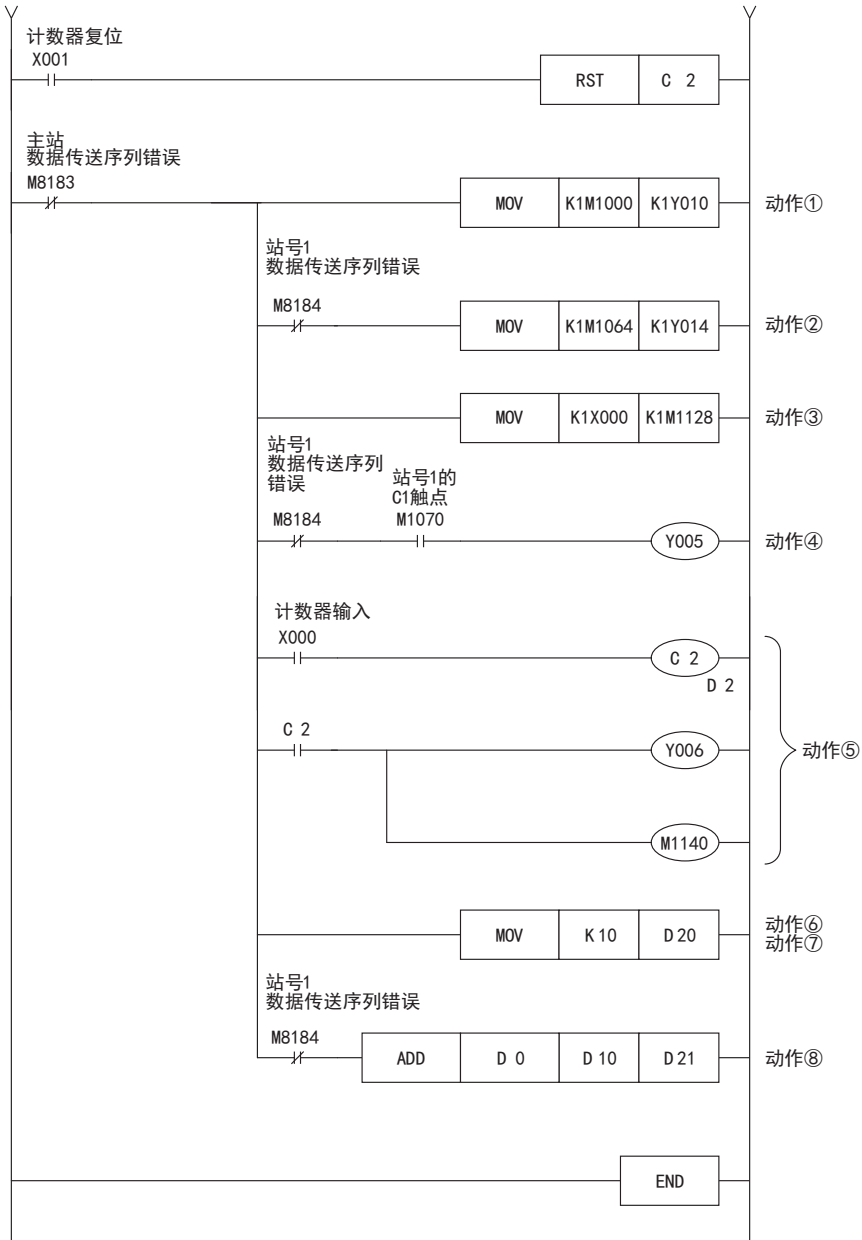 计数器复位
X001
RST C 2
主站
数据传送序列错误
M8183
MOV K1M1000 K1Y010 动作①
站号1
数据传送序列错误
M8184
MOV K1M1064 K1Y014 动作②
MOV K1X000 K1M1128 动作③
站号1
数据传送序列
错误
站号1的
C1触点
M8184 M1070
Y005 动作④
计数器输入
X000
C 2
D 2
C 2
Y006 动作⑤
M1140
MOV K 10 D 20 动作⑥
动作⑦
站号1
数据传送序列错误
M8184
ADD D 0 D 10 D 21 动作⑧
END